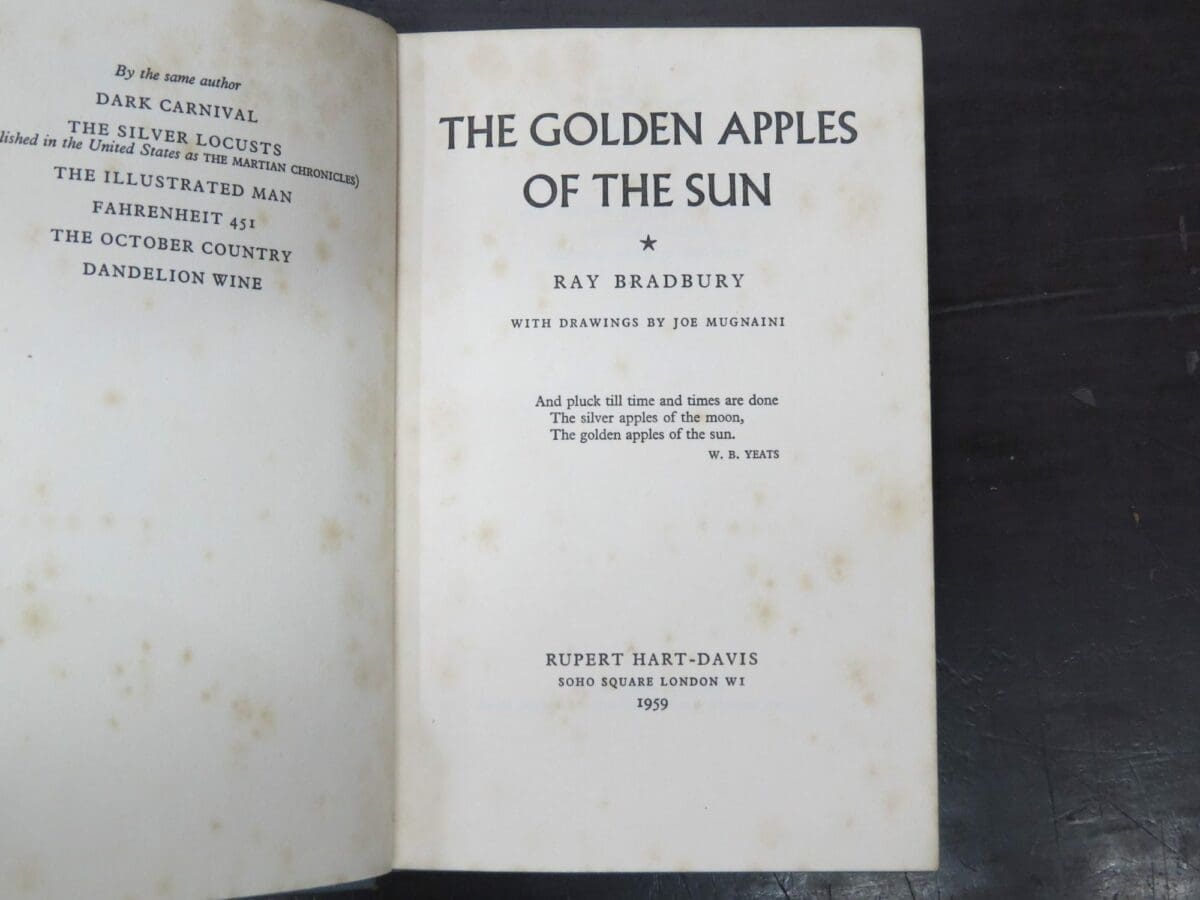 By the same author
DARK CARNIVAL
THE SILVER LOCUSTS
in the United States as THE MARTIAN CHRONICLES)
THE ILLUSTRATED MAN
FAHRENHEIT 451
THE OCTOBER COUNTRY
DANDELION WINE
THE GOLDEN APPLES
OF THE SUN
★
RAY BRADBURY
WITH DRAWINGS BY JOE MUGNAINI
And pluck till time and times are done
The silver apples of the moon,
The golden apples of the sun.
W. B. YEATS
RUPERT HART-DAVIS
SOHO SQUARE LONDON W1
1959